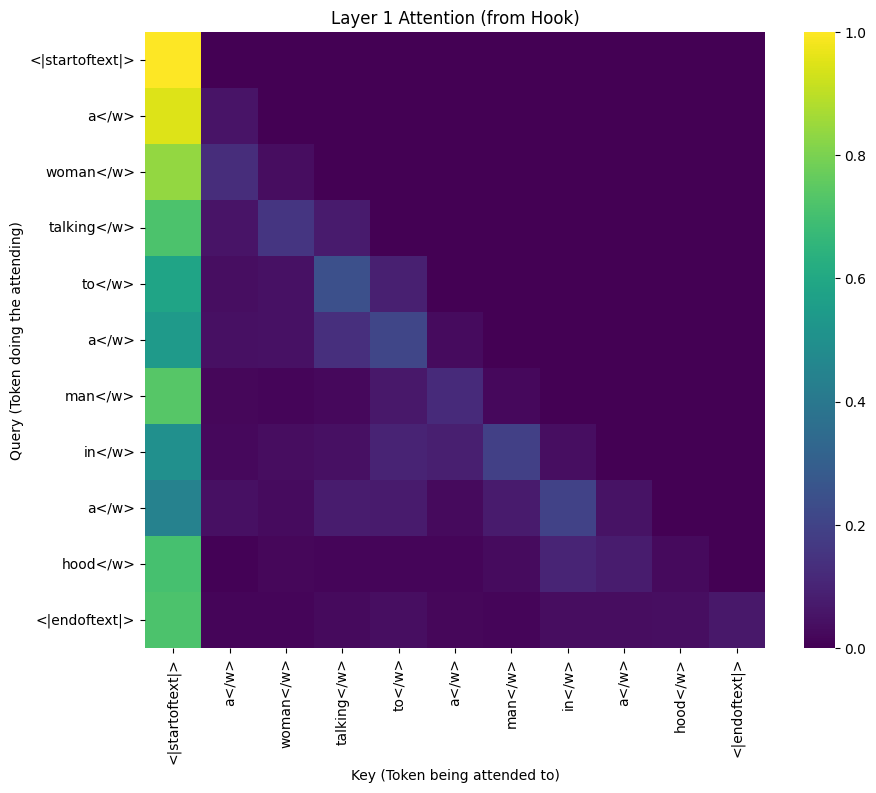 Layer 1 Attention (from Hook)
Query (Token doing the attending)
<|startoftext|>
a</w>
woman</w>
talking</w>
to</w>
a</w>
man</w>
in</w>
a</w>
hood</w>
<|endoftext|>
<|startoftext|>
a</w>
woman</w>
talking</w>
to</w>
a</w>
man</w>
in</w>
a</w>
hood</w>
<|endoftext|>
Key (Token being attended to)
1.0
0.8
0.6
0.4
0.2
0.0